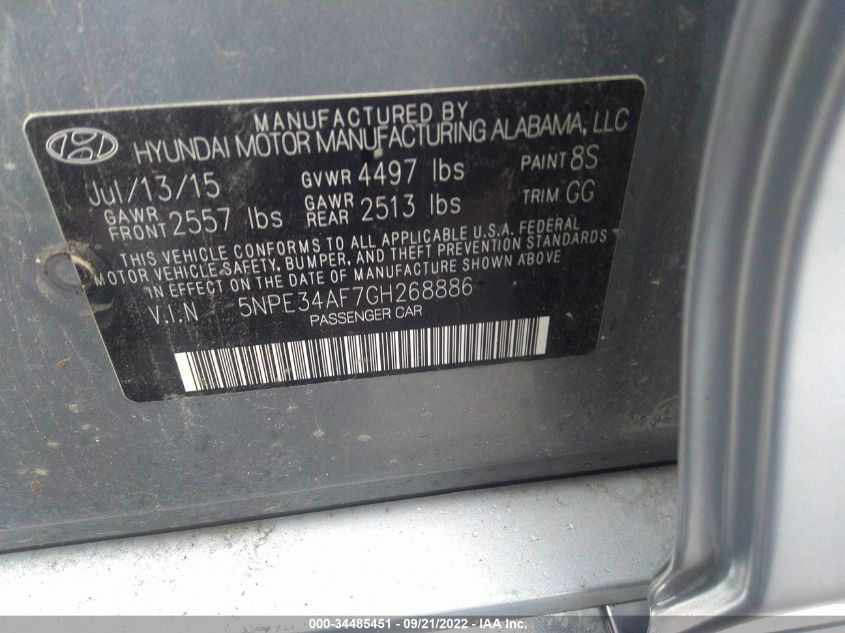 MANUFACTURED BY
HYUNDAI MOTOR MANUFACTURING ALABAMA, LLC
Jul/13/15 GVWR 4497 lbs PAINT 8S
GAWR FRONT 2557 lbs GAWR REAR 2513 lbs TRIM GG
THIS VEHICLE CONFORMS TO ALL APPLICABLE U.S.A. FEDERAL
MOTOR VEHICLE SAFETY, BUMPER, AND THEFT PREVENTION STANDARDS
IN EFFECT ON THE DATE OF MANUFACTURE SHOWN ABOVE
V.I.N 5NPE34AF7GH268886
PASSENGER CAR
000-34485451 - 09/21/2022 - IAA Inc.